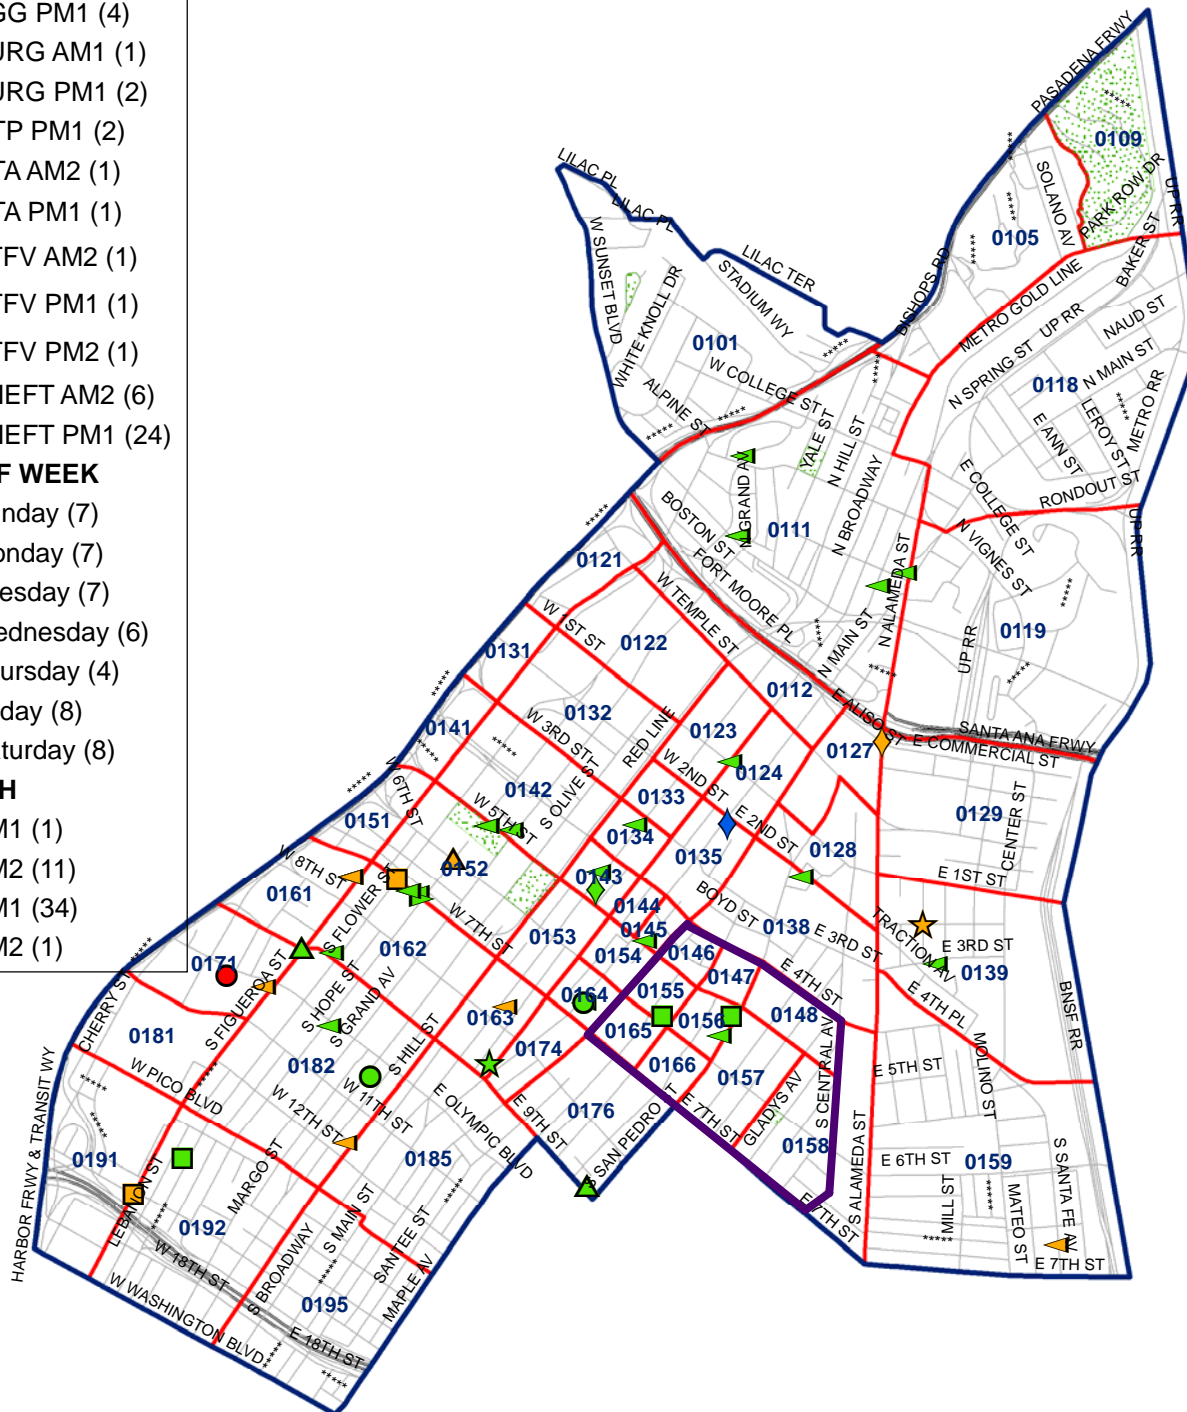 GG PM1 (4)
URG AM1 (1)
URG PM1 (2)
TP PM1 (2)
TA AM2 (1)
TA PM1 (1)
TFV AM2 (1)
TFV PM1 (1)
TFV PM2 (1)
HEFT AM2 (6)
HEFT PM1 (24)
F WEEK
nday (7)
onday (7)
esday (7)
ednesday (6)
ursday (4)
day (8)
aturday (8)
H
M1 (1)
M2 (11)
M1 (34)
M2 (1)
PASADENA FRWY
*****
0109
PARK ROW DR
UP RR
SOLANO AV
0105
BAKER ST
LILAC PL
LILAC PL
LILAC TER
W SUNSET BLVD
WHITE KNOLL DR
STADIUM WY
BISHOPS RD
METRO GOLD LINE
UP RR
NAUD ST
N SPRING ST
N MAIN ST
0101
W COLLEGE ST
0118
ALPINE ST
YALE ST
N HILL ST
E ANN ST
LEROY ST
METRO RR
N GRAND AV
N BROADWAY
E COLLEGE ST
RONDOUT ST
BOSTON ST
0111
N VIGNES ST
UP RR
0121
FORT MOORE PL
N ALAMEDA ST
W TEMPLE ST
W 1ST ST
0122
N MAIN ST
0119
UP RR
0131
0112
0132
0123
E ALISO ST
0141
W 3RD ST
RED LINE
0127
SANTA ANA FRWY
E COMMERCIAL ST
W 6TH ST
W 2ND ST
0124
0142
S OLIVE ST
0133
0129
CENTER ST
0151
W 5TH ST
0134
E 2ND ST
0128
W 8TH ST
0152
0135
0161
S FLOWER ST
0143
E 1ST ST
0144
BOYD ST
TRACTION AV
0162
W 7TH ST
0153
0145
0138
E 3RD ST
E 3RD ST
0171
0154
0146
0139
CHERRY ST
S FIGUEROA ST
S HOPE ST
S GRAND AV
0147
E 4TH ST
E 4TH PL
BNSF RR
0164
0155
0148
0181
0163
0165
0156
0182
S HILL ST
0174
0166
0157
S CENTRAL AV
E 5TH ST
MOLINO ST
W PICO BLVD
W 12TH ST
W 11TH ST
E OLYMPIC BLVD
E 9TH ST
0176
E 7TH ST
GLADYS AV
S ALAMEDA ST
HARBOR FRWY & TRANSIT WY
0191
LEBANON ST
MARGO ST
0185
S SAN PEDRO ST
0158
E 6TH ST
0159
S SANTA FE AV
0192
S MAIN ST
SANTEE ST
MAPLE AV
E 7TH ST
MILL ST
MATEO ST
W 18TH ST
S BROADWAY
E 7TH ST
W WASHINGTON BLVD
0195
E 18TH ST